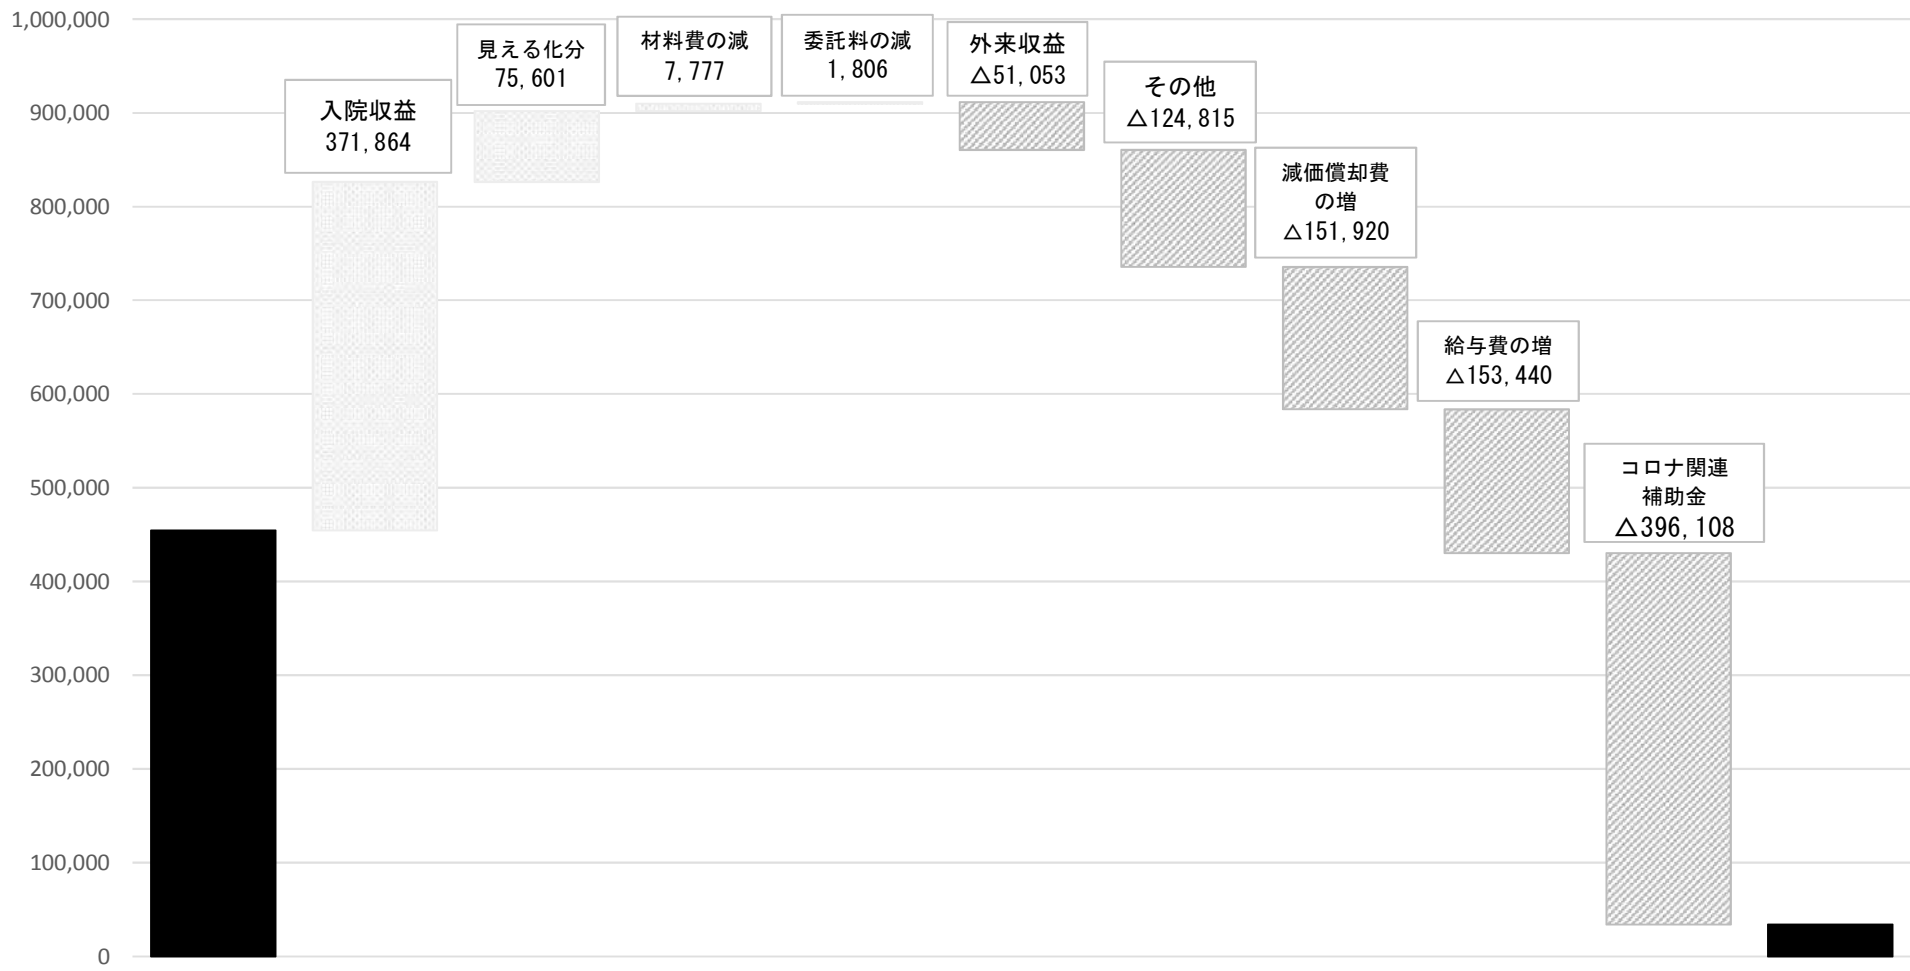 1,000,000
900,000
800,000
700,000
600,000
500,000
400,000
300,000
200,000
100,000
0
入院収益
371,864
見える化分
75,601
材料費の減
7,777
委託料の減
1,806
外来収益
△51,053
その他
△124,815
減価償却費
の増
△151,920
給与費の増
△153,440
コロナ関連
補助金
△396,108